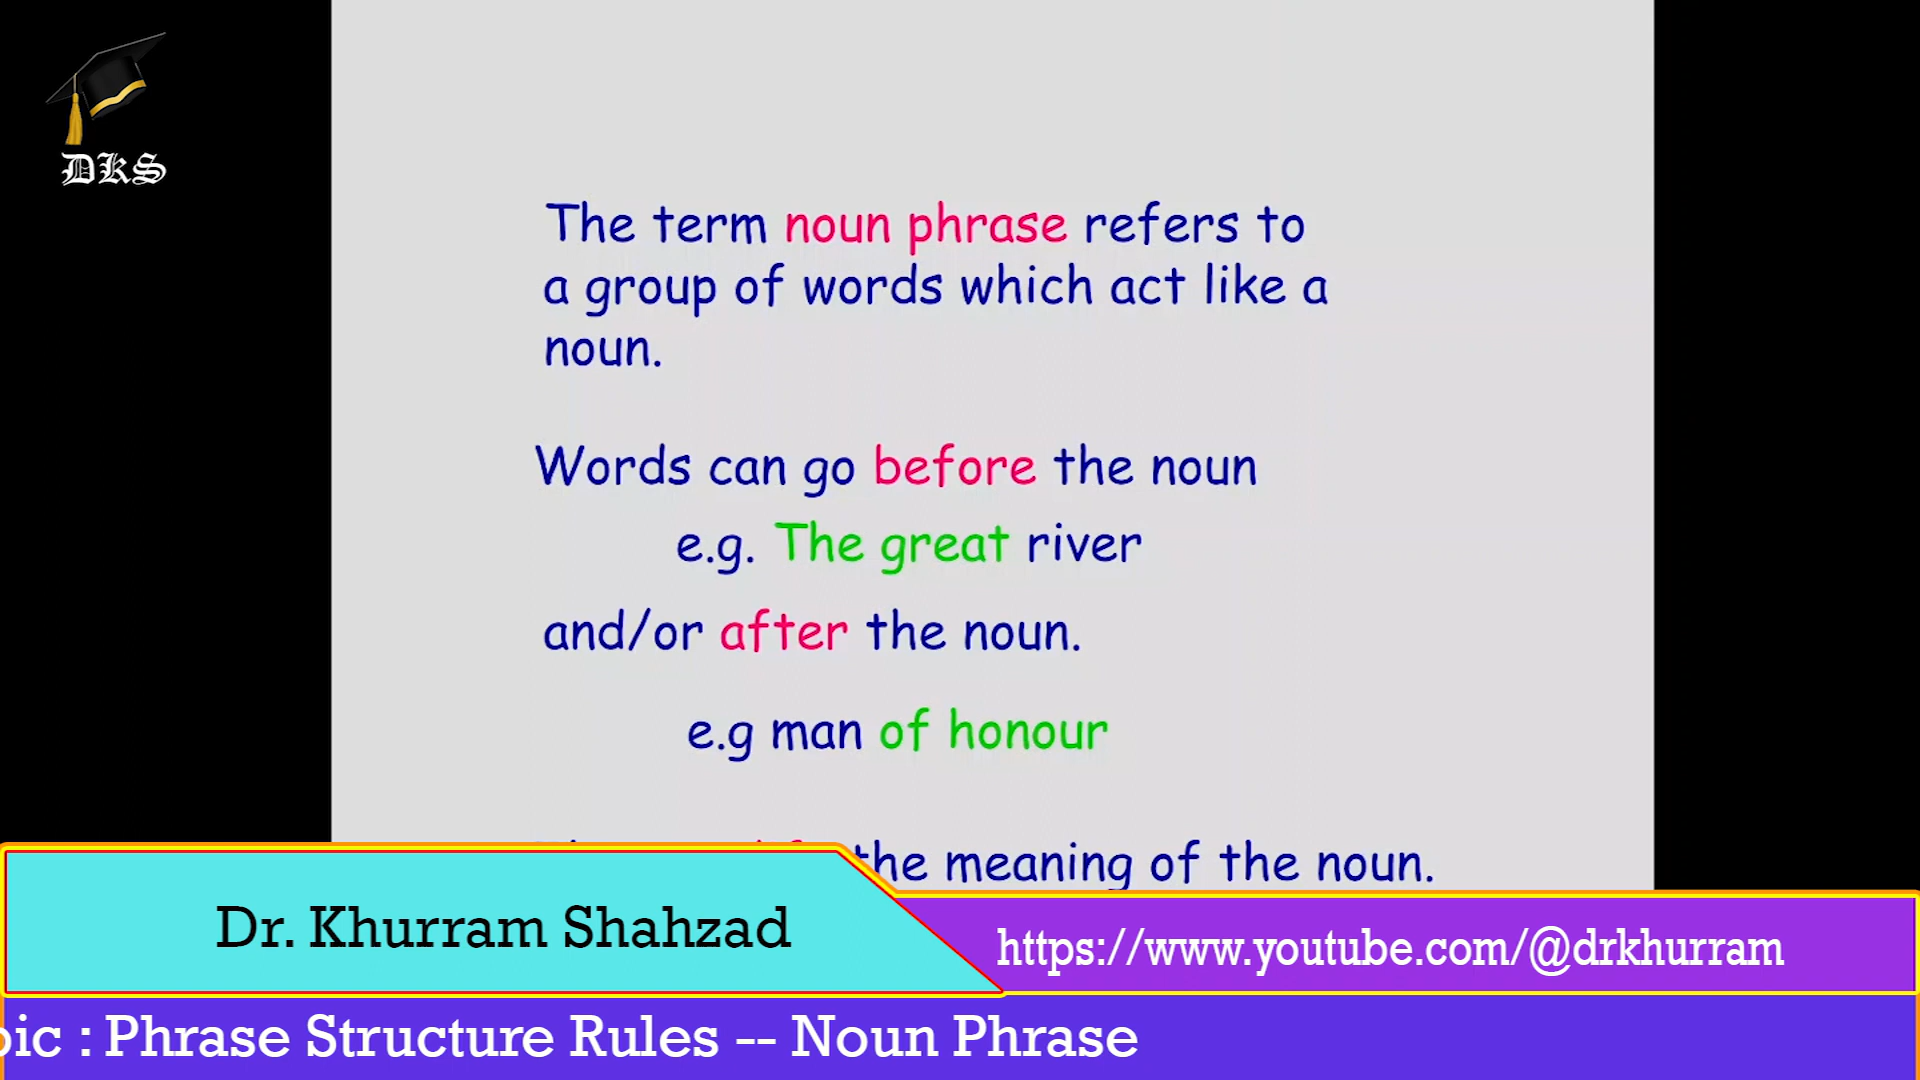 DKS
The term noun phrase refers to
a group of words which act like a
noun.
Words can go before the noun
e.g. The great river
and/or after the noun.
e.g man of honour
the meaning of the noun.
Dr. Khurram Shahzad
https://www.youtube.com/@drkhurram
: Phrase Structure Rules -- Noun Phrase